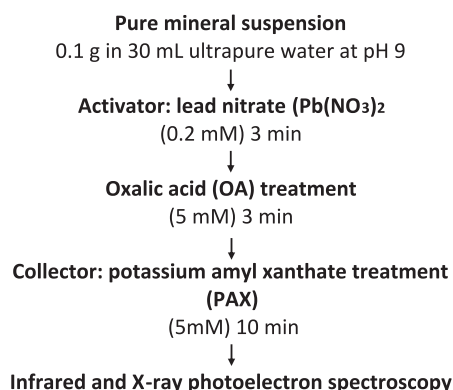 Pure mineral suspension
0.1 g in 30 mL ultrapure water at pH 9
Activator: lead nitrate (Pb(NO₃)₂
(0.2 mM) 3 min
Oxalic acid (OA) treatment
(5 mM) 3 min
Collector: potassium amyl xanthate treatment
(PAX)
(5mM) 10 min
Infrared and X-ray photoelectron spectroscopy